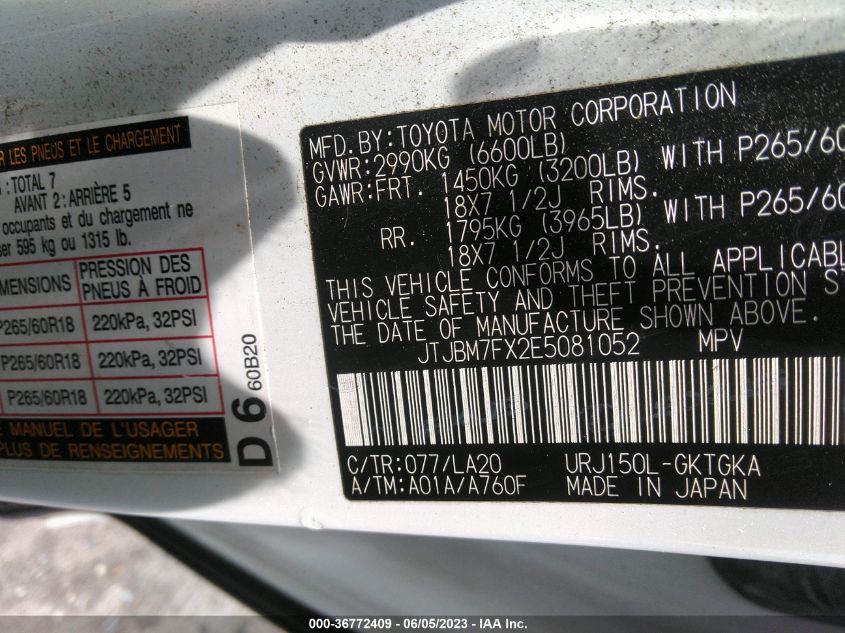 R LES PNEUS ET LE CHARGEMENT
: TOTAL 7
AVANT 2: ARRIÈRE 5
occupants et du chargement ne
ser 595 kg ou 1315 lb.
MENSIONS PRESSION DES PNEUS À FROID
P265/60R18 220kPa, 32PSI
P265/60R18 220kPa, 32PSI
P265/60R18 220kPa, 32PSI
E MANUEL DE L'USAGER
PLUS DE RENSEIGNEMENTS
D 6 60B20
MFD. BY: TOYOTA MOTOR CORPORATION
GVWR: 2990KG (6600LB)
GAWR: FRT. 1450KG (3200LB) WITH P265/60
18X7 1/2J RIMS.
RR. 1795KG (3965LB) WITH P265/60
18X7 1/2J RIMS.
THIS VEHICLE CONFORMS TO ALL APPLICABL
VEHICLE SAFETY AND THEFT PREVENTION ST
THE DATE OF MANUFACTURE SHOWN ABOVE.
JTJBM7FX2E5081052 MPV
C/TR: 077/LA20 URJ150L-GKTGKA
A/TM: A01A/A760F MADE IN JAPAN
000-36772409 - 06/05/2023 - IAA Inc.